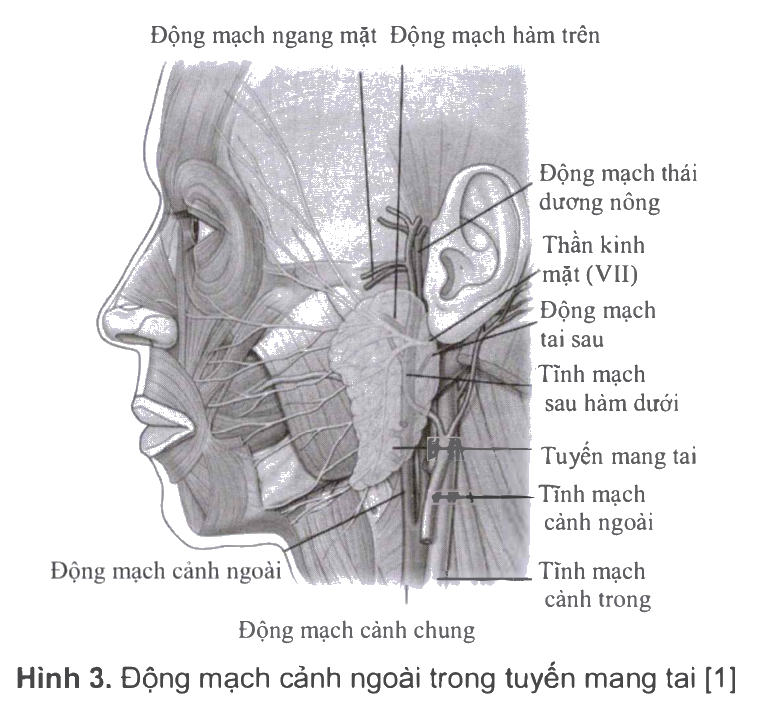 Động mạch ngang mặt Động mạch hàm trên
Động mạch thái
dương nông
Thần kinh
mặt (VII)
Động mạch
tai sau
Tĩnh mạch
sau hàm dưới
Tuyến mang tai
Tĩnh mạch
cảnh ngoài
Động mạch cảnh ngoài
Tĩnh mạch
cảnh trong
Động mạch cảnh chung
Hình 3. Động mạch cảnh ngoài trong tuyến mang tai [1]